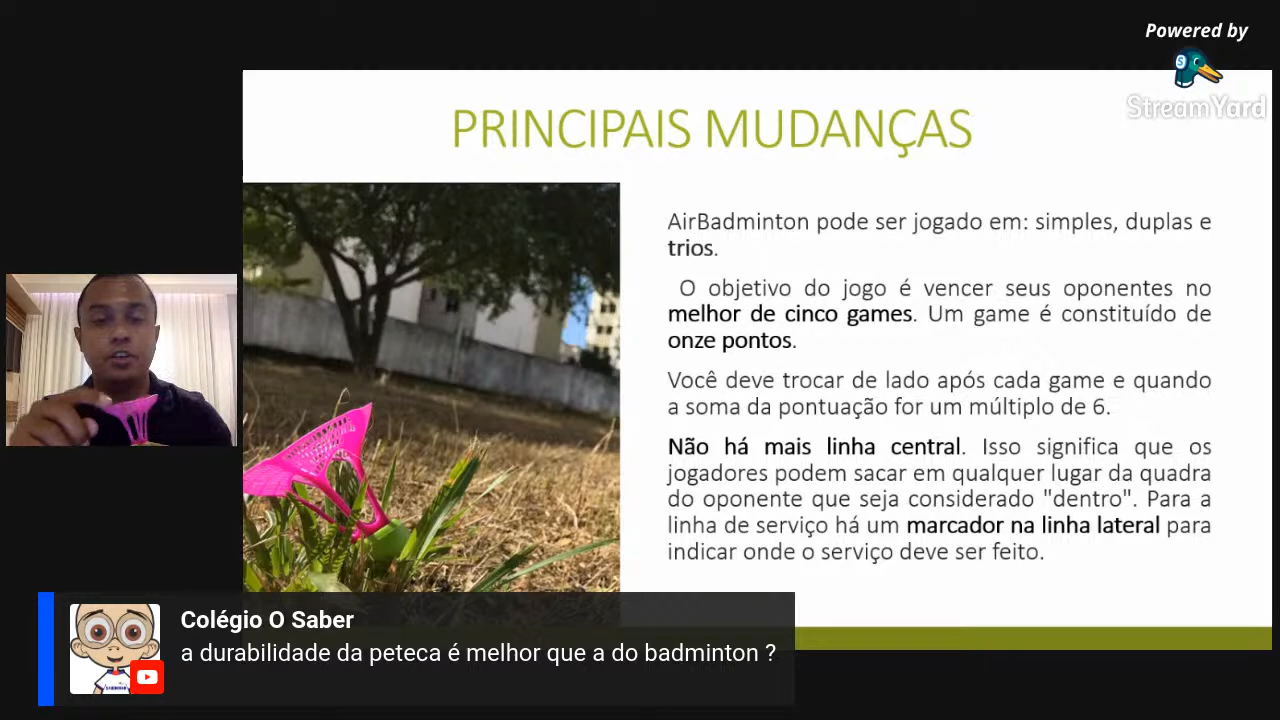 Powered by
StreamYard
PRINCIPAIS MUDANÇAS
AirBadminton pode ser jogado em: simples, duplas e
trios.
O objetivo do jogo é vencer seus oponentes no
melhor de cinco games. Um game é constituído de
onze pontos.
Você deve trocar de lado após cada game e quando
a soma da pontuação for um múltiplo de 6.
Não há mais linha central. Isso significa que os
jogadores podem sacar em qualquer lugar da quadra
do oponente que seja considerado "dentro". Para a
linha de serviço há um marcador na linha lateral para
indicar onde o serviço deve ser feito.
Colégio O Saber
a durabilidade da peteca é melhor que a do badminton ?